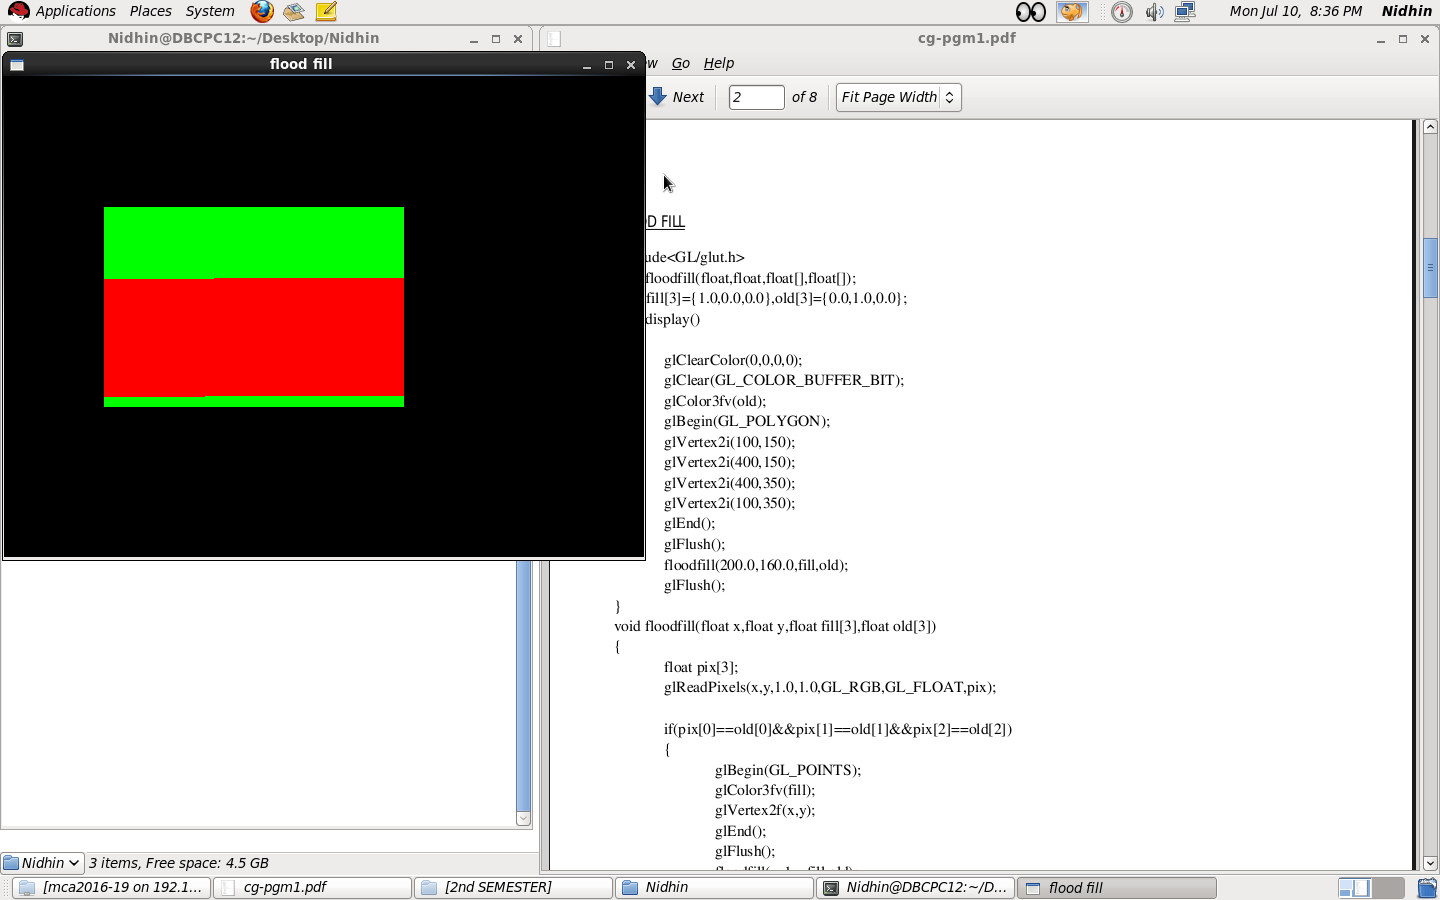 Applications Places System Mon Jul 10, 8:36 PM Nidhin
Nidhin@DBCPC12:~/Desktop/Nidhin
cg-pgm1.pdf
flood fill
w Go Help
Next 2 of 8 Fit Page Width
D FILL
ude<GL/glut.h>
floodfill(float,float,float[],float[]);
fill[3]={1.0,0.0,0.0},old[3]={0.0,1.0,0.0};
display()
glClearColor(0,0,0,0);
glClear(GL_COLOR_BUFFER_BIT);
glColor3fv(old);
glBegin(GL_POLYGON);
glVertex2i(100,150);
glVertex2i(400,150);
glVertex2i(400,350);
glVertex2i(100,350);
glEnd();
glFlush();
floodfill(200.0,160.0,fill,old);
glFlush();
}
void floodfill(float x,float y,float fill[3],float old[3])
{
float pix[3];
glReadPixels(x,y,1.0,1.0,GL_RGB,GL_FLOAT,pix);
if(pix[0]==old[0]&&pix[1]==old[1]&&pix[2]==old[2])
{
glBegin(GL_POINTS);
glColor3fv(fill);
glVertex2f(x,y);
glEnd();
glFlush();
Nidhin 3 items, Free space: 4.5 GB
[mca2016-19 on 192.1... cg-pgm1.pdf [2nd SEMESTER] Nidhin Nidhin@DBCPC12:~/D... flood fill